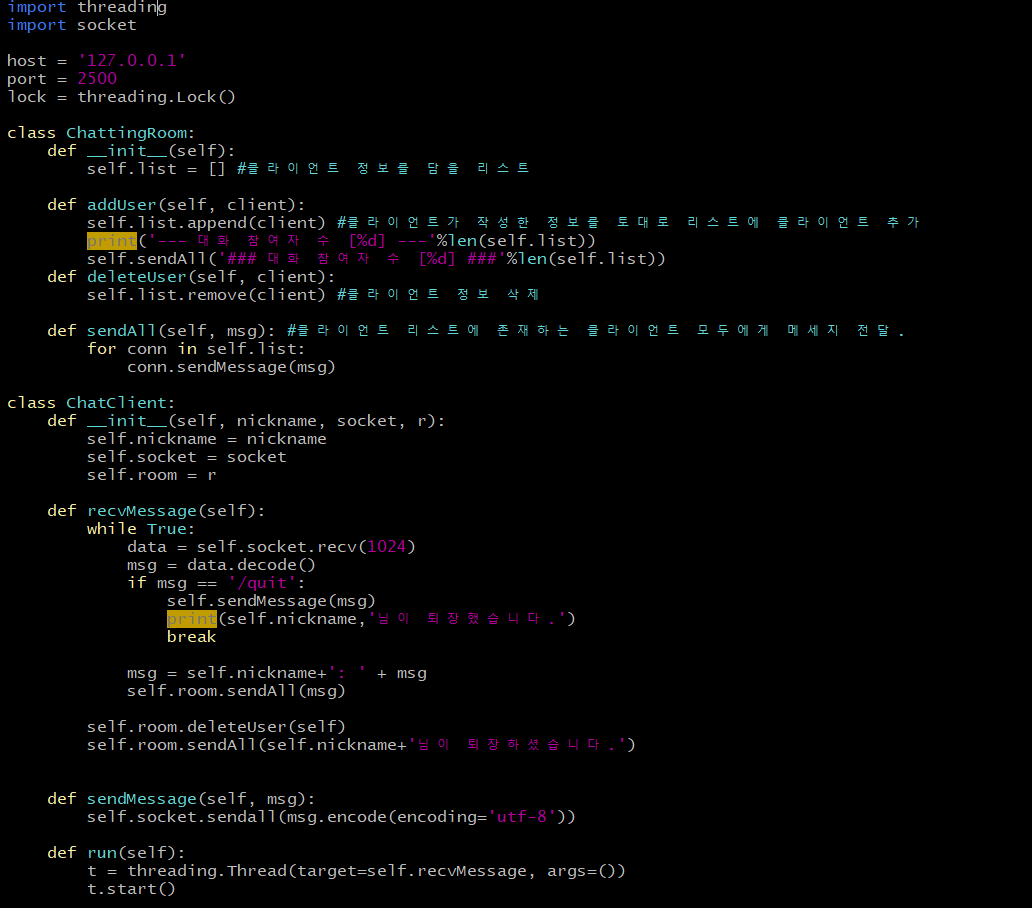 import threading
import socket
host = '127.0.0.1'
port = 2500
lock = threading.Lock()
class ChattingRoom:
    def __init__(self):
        self.list = [] #클라이언트 정보를 담을 리스트
    def addUser(self, client):
        self.list.append(client) #클라이언트가 작성한 정보를 토대로 리스트에 클라이언트 추가
        print('--- 대화 참여자 수 [%d] ---'%len(self.list))
        self.sendAll('### 대화 참여자 수 [%d] ###'%len(self.list))
    def deleteUser(self, client):
        self.list.remove(client) #클라이언트 정보 삭제
    def sendAll(self, msg): #클라이언트 리스트에 존재하는 클라이언트 모두에게 메세지 전달.
        for conn in self.list:
            conn.sendMessage(msg)
class ChatClient:
    def __init__(self, nickname, socket, r):
        self.nickname = nickname
        self.socket = socket
        self.room = r
    def recvMessage(self):
        while True:
            data = self.socket.recv(1024)
            msg = data.decode()
            if msg == '/quit':
                self.sendMessage(msg)
                print(self.nickname,'님이 퇴장했습니다.')
                break
            msg = self.nickname+': ' + msg
            self.room.sendAll(msg)
        self.room.deleteUser(self)
        self.room.sendAll(self.nickname+'님이 퇴장하셨습니다.')
    def sendMessage(self, msg):
        self.socket.sendall(msg.encode(encoding='utf-8'))
    def run(self):
        t = threading.Thread(target=self.recvMessage, args=())
        t.start()